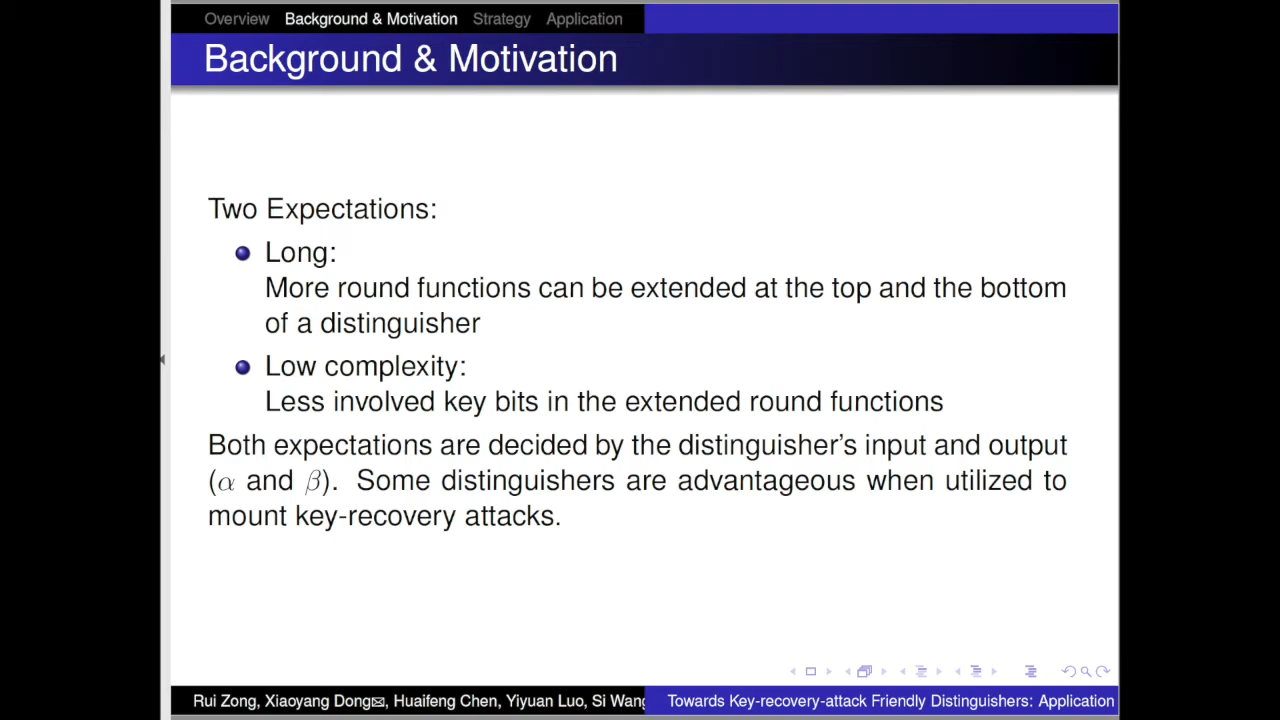 Overview Background & Motivation Strategy Application
Background & Motivation
Two Expectations:
Long:
More round functions can be extended at the top and the bottom
of a distinguisher
Low complexity:
Less involved key bits in the extended round functions
Both expectations are decided by the distinguisher's input and output
(α and β). Some distinguishers are advantageous when utilized to
mount key-recovery attacks.
Rui Zong, Xiaoyang Dong✉, Huaifeng Chen, Yiyuan Luo, Si Wang
Towards Key-recovery-attack Friendly Distinguishers: Application